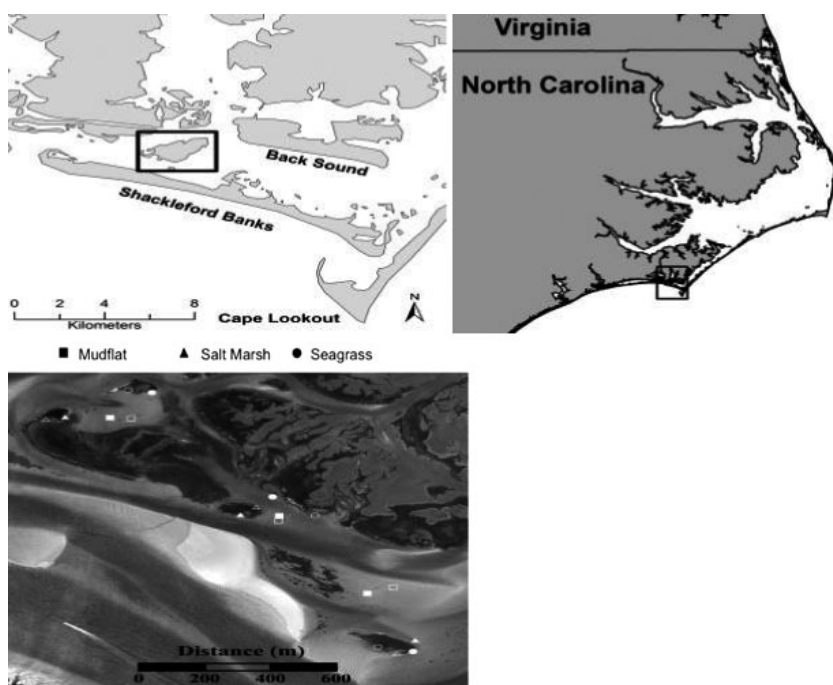 Virginia
North Carolina
Back Sound
Shackleford Banks
N
0 2 4 8
Kilometers
Cape Lookout
Mudflat Salt Marsh Seagrass
Distance (m)
0 200 400 600